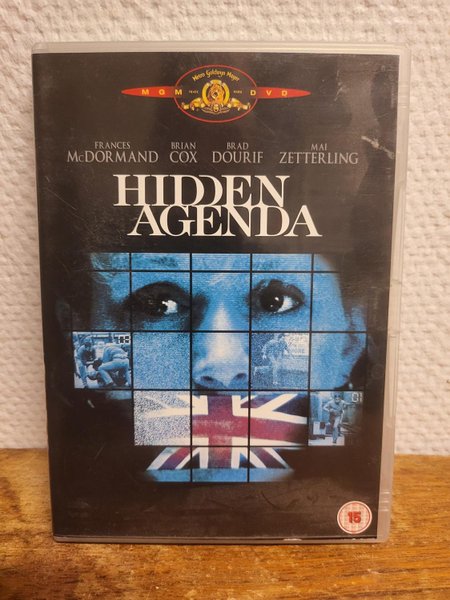 Metro Goldwyn Mayer
MGM DVD
FRANCES McDORMAND
BRIAN COX
BRAD DOURIF
MAI ZETTERLING
HIDDEN
AGENDA
15